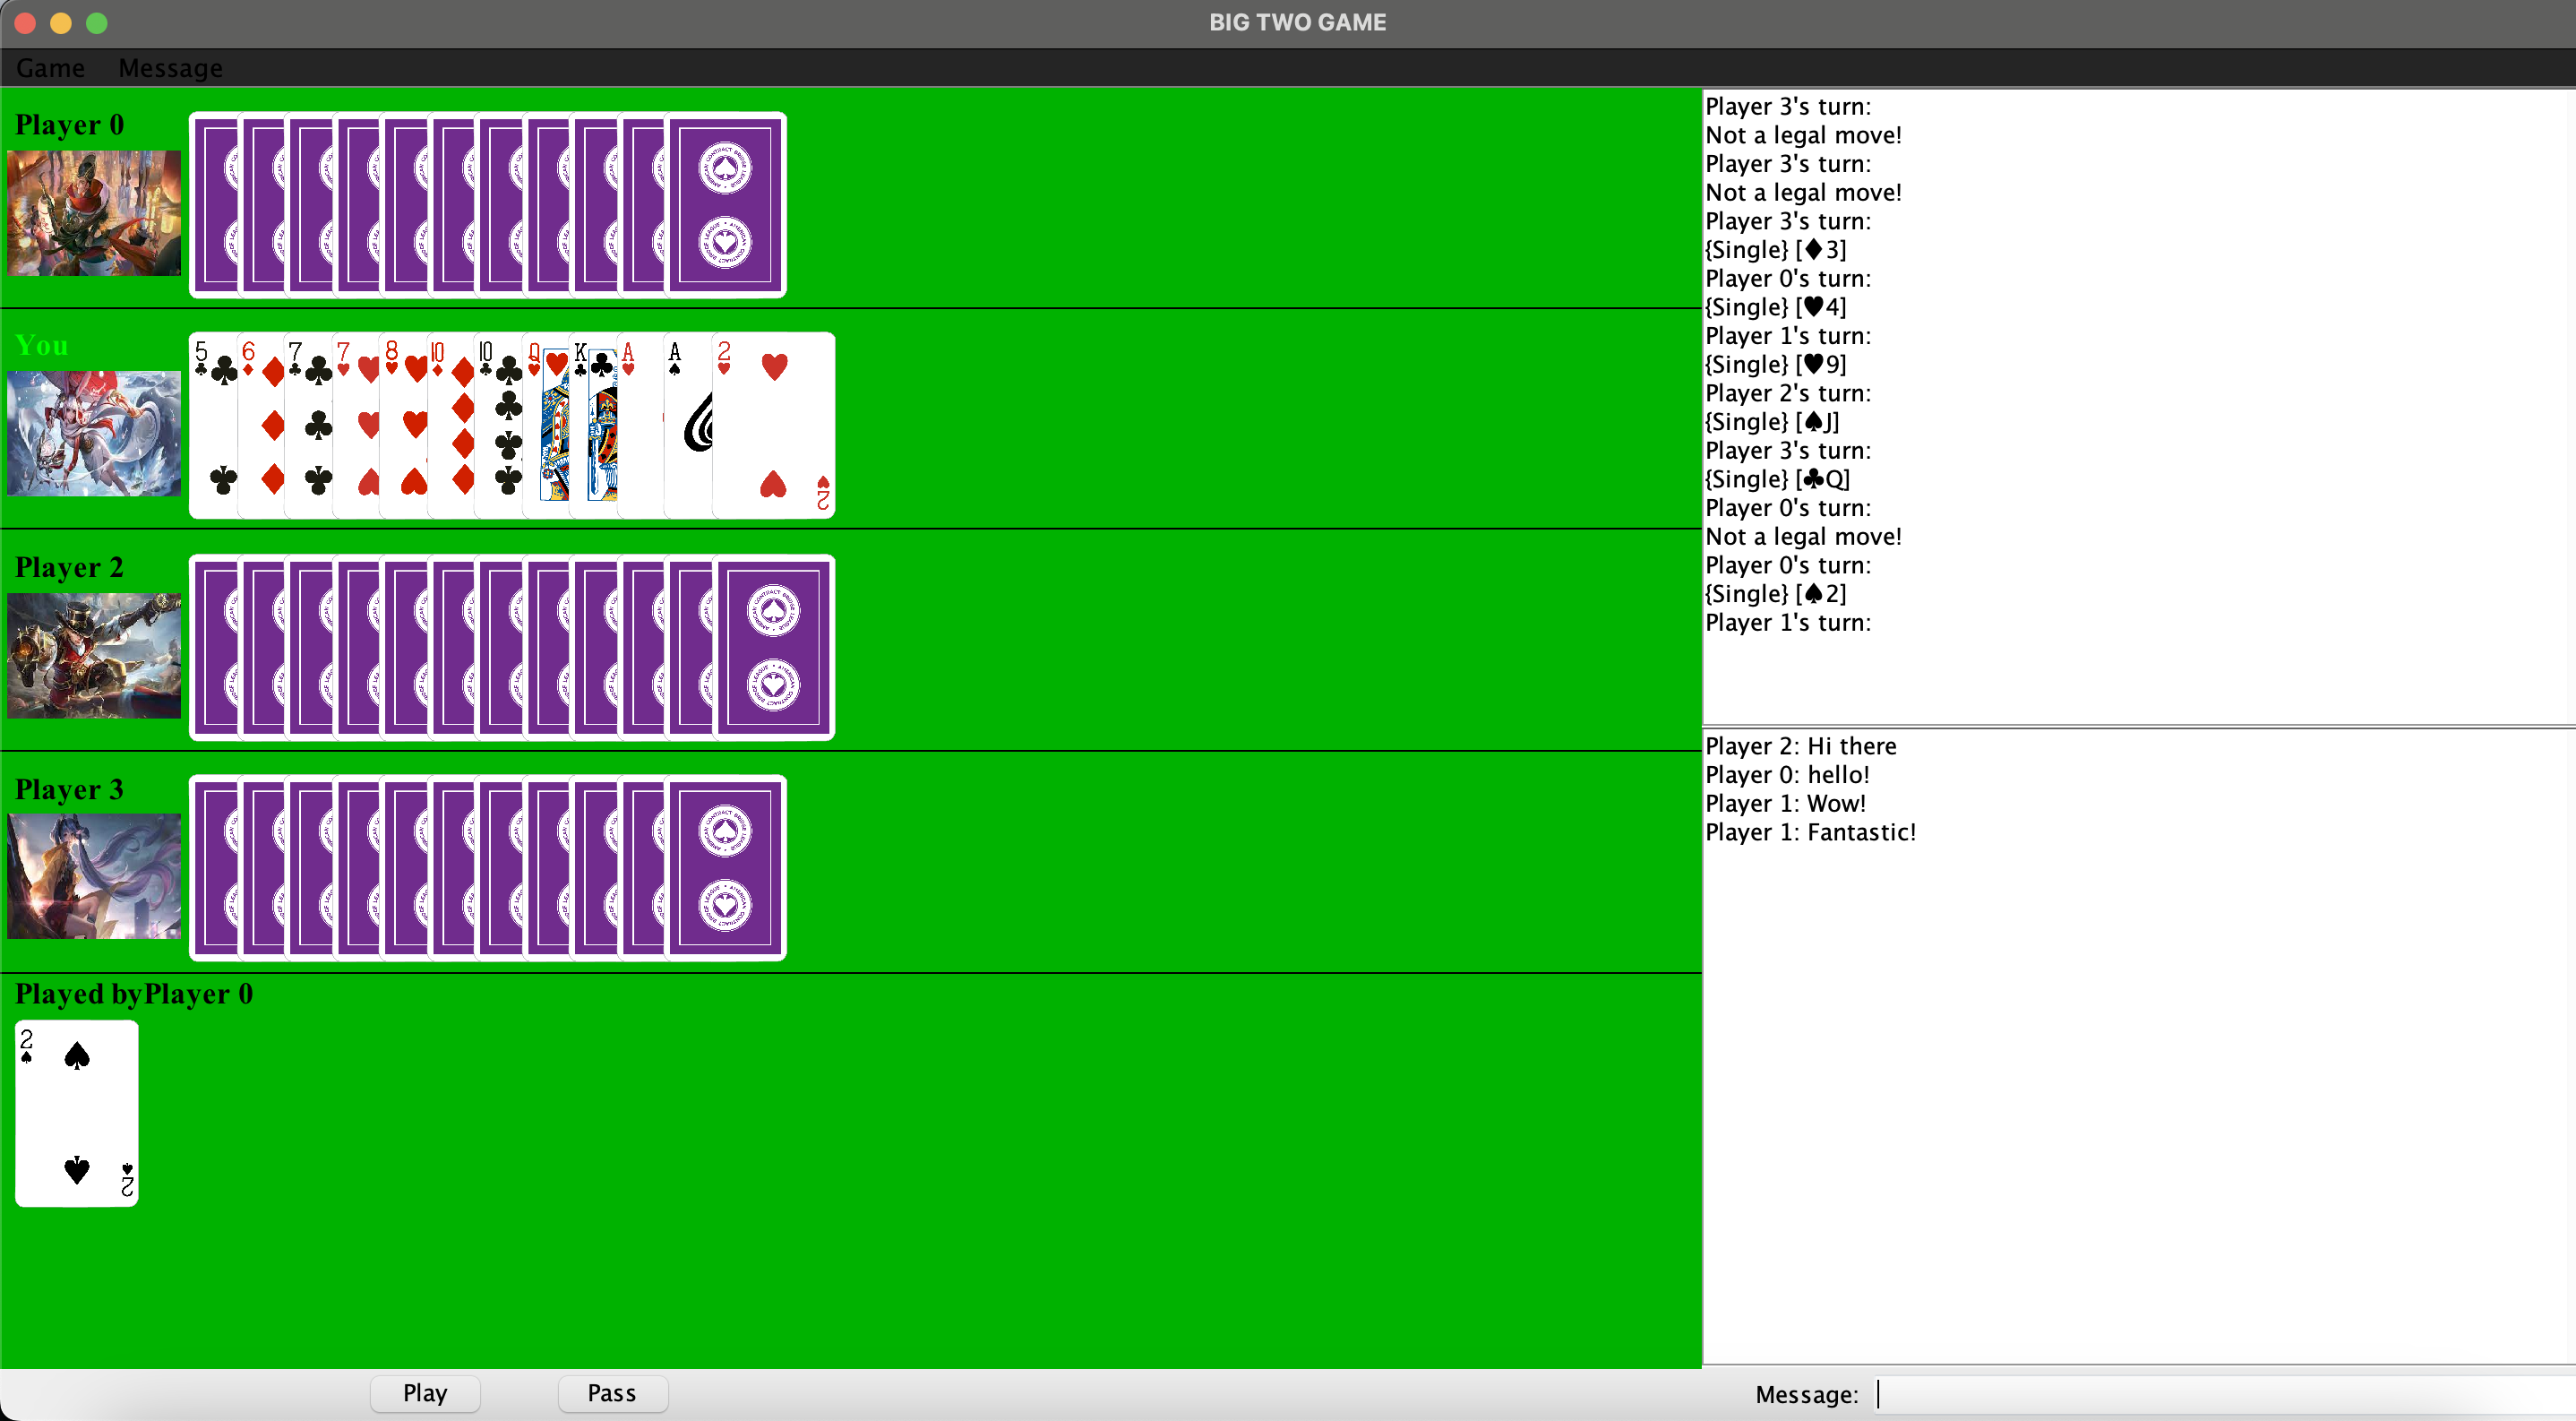 BIG TWO GAME
Game Message
Player 0
You
5 6 7 7 8 10 10 Q K A A 2
2
Player 2
Player 3
Played byPlayer 0
2
2
Play Pass
Player 3's turn:
Not a legal move!
Player 3's turn:
Not a legal move!
Player 3's turn:
{Single} [♦3]
Player 0's turn:
{Single} [♥4]
Player 1's turn:
{Single} [♥9]
Player 2's turn:
{Single} [♠J]
Player 3's turn:
{Single} [♣Q]
Player 0's turn:
Not a legal move!
Player 0's turn:
{Single} [♠2]
Player 1's turn:
Player 2: Hi there
Player 0: hello!
Player 1: Wow!
Player 1: Fantastic!
Message: